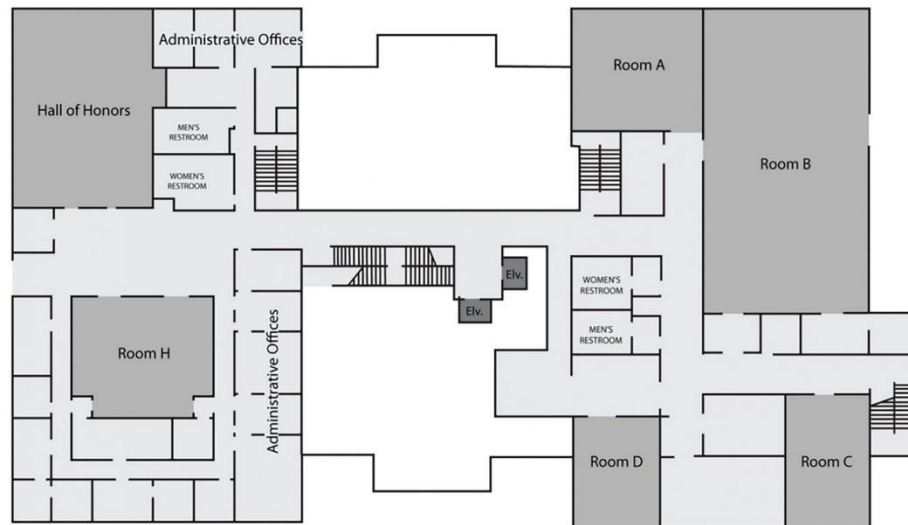 Administrative Offices
Hall of Honors
MEN'S
RESTROOM
WOMEN'S
RESTROOM
Room A
Room B
Elv.
Elv.
WOMEN'S
RESTROOM
MEN'S
RESTROOM
Room H
Administrative Offices
Room D
Room C